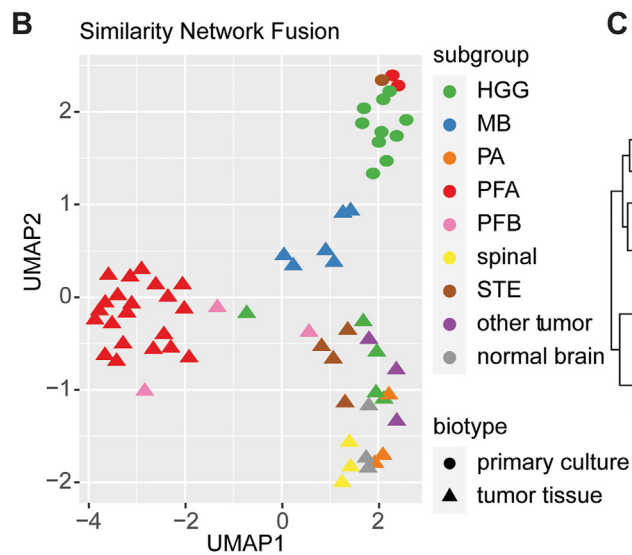 B
Similarity Network Fusion
C
subgroup
HGG
MB
PA
PFA
PFB
spinal
STE
other tumor
normal brain
biotype
primary culture
tumor tissue
UMAP2
2
1
0
−1
−2
−4
−2
0
2
UMAP1